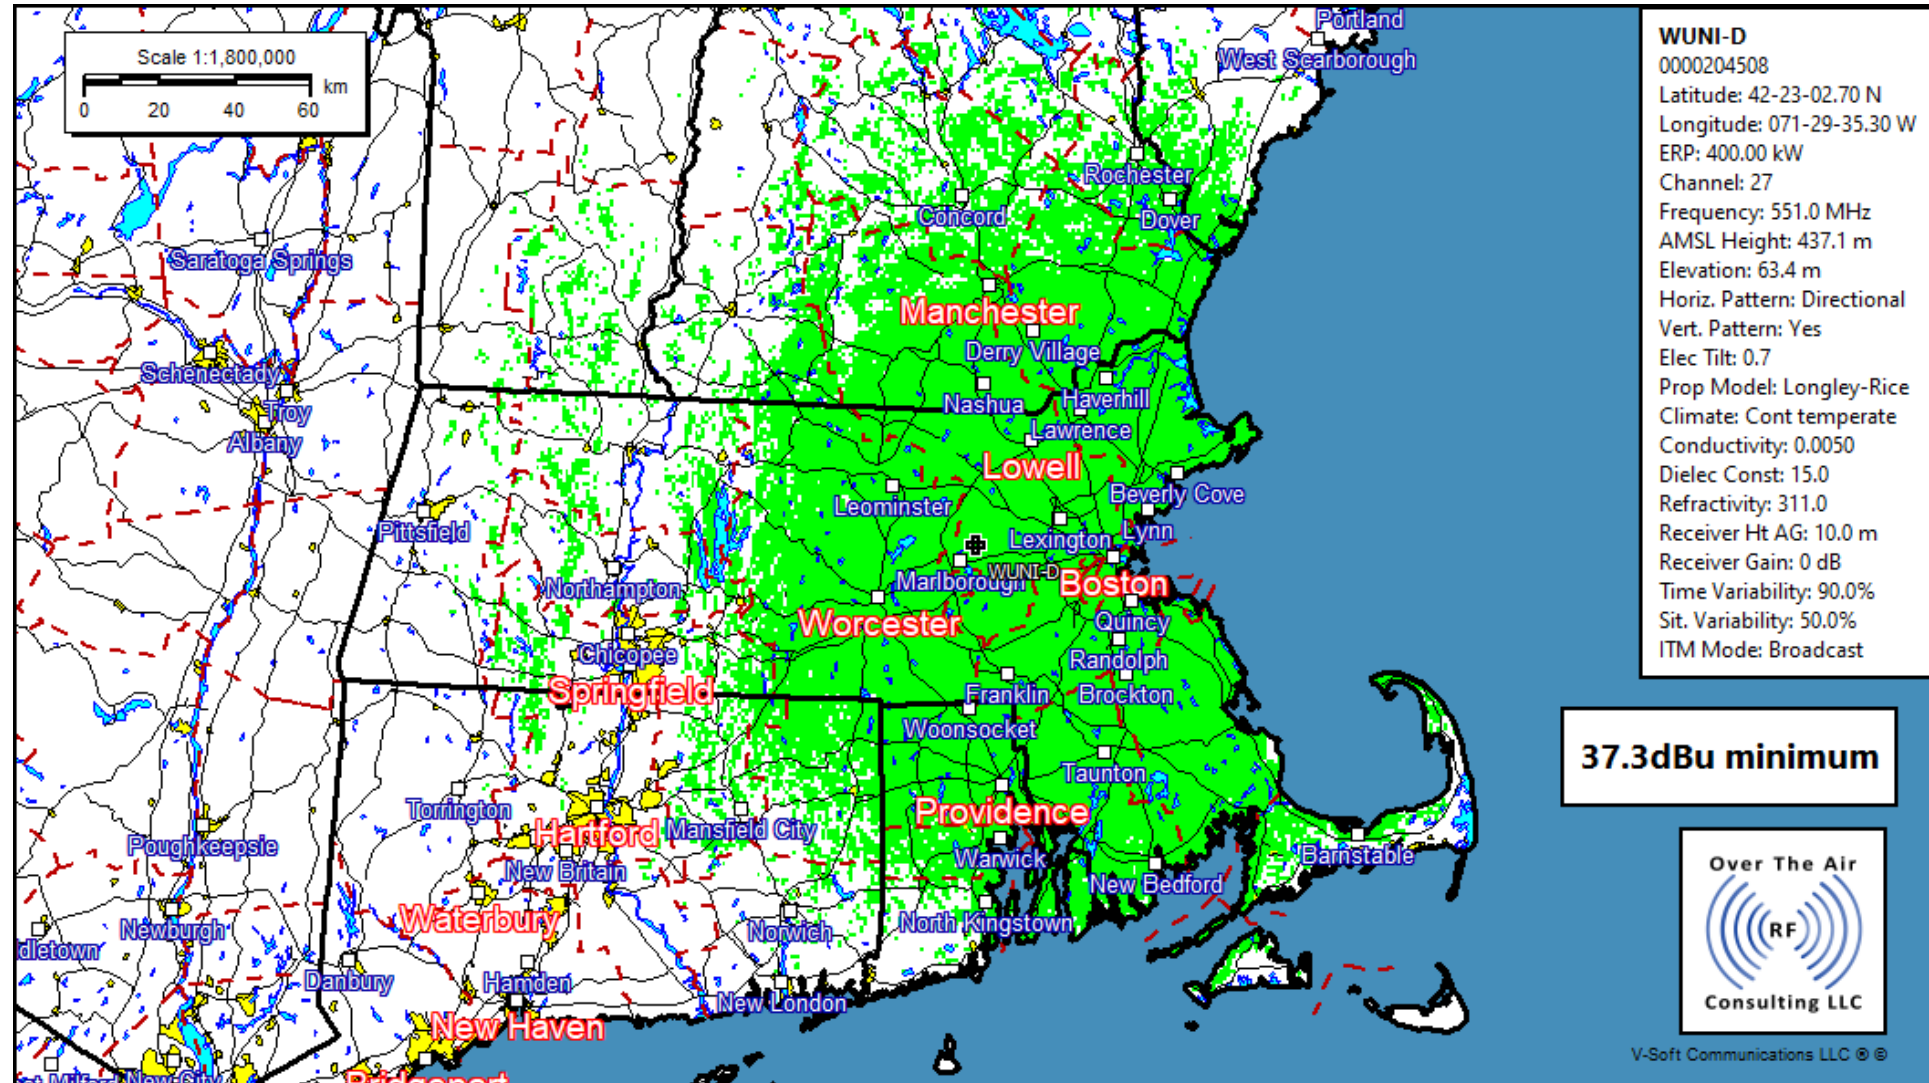 Scale 1:1,800,000
km
0 20 40 60
Portland
West Scarborough
Rochester
Concord
Dover
Saratoga Springs
Manchester
Derry Village
Schenectady
Nashua
Haverhill
Troy
Lawrence
Albany
Lowell
Beverly Cove
Leominster
Pittsfield
Lexington
Lynn
WUNI-D
Marlborough
Boston
Northampton
Worcester
Quincy
Chicopee
Randolph
Springfield
Franklin
Brockton
Woonsocket
Taunton
Torrington
Providence
Hartford
Mansfield City
Poughkeepsie
Warwick
Barnstable
New Britain
New Bedford
Waterbury
North Kingstown
Newburgh
Norwich
dletown
Danbury
Hamden
New London
New Haven
New City
Bridgeport
WUNI-D
0000204508
Latitude: 42-23-02.70 N
Longitude: 071-29-35.30 W
ERP: 400.00 kW
Channel: 27
Frequency: 551.0 MHz
AMSL Height: 437.1 m
Elevation: 63.4 m
Horiz. Pattern: Directional
Vert. Pattern: Yes
Elec Tilt: 0.7
Prop Model: Longley-Rice
Climate: Cont temperate
Conductivity: 0.0050
Dielec Const: 15.0
Refractivity: 311.0
Receiver Ht AG: 10.0 m
Receiver Gain: 0 dB
Time Variability: 90.0%
Sit. Variability: 50.0%
ITM Mode: Broadcast
37.3dBu minimum
Over The Air
RF
Consulting LLC
V-Soft Communications LLC ® ©